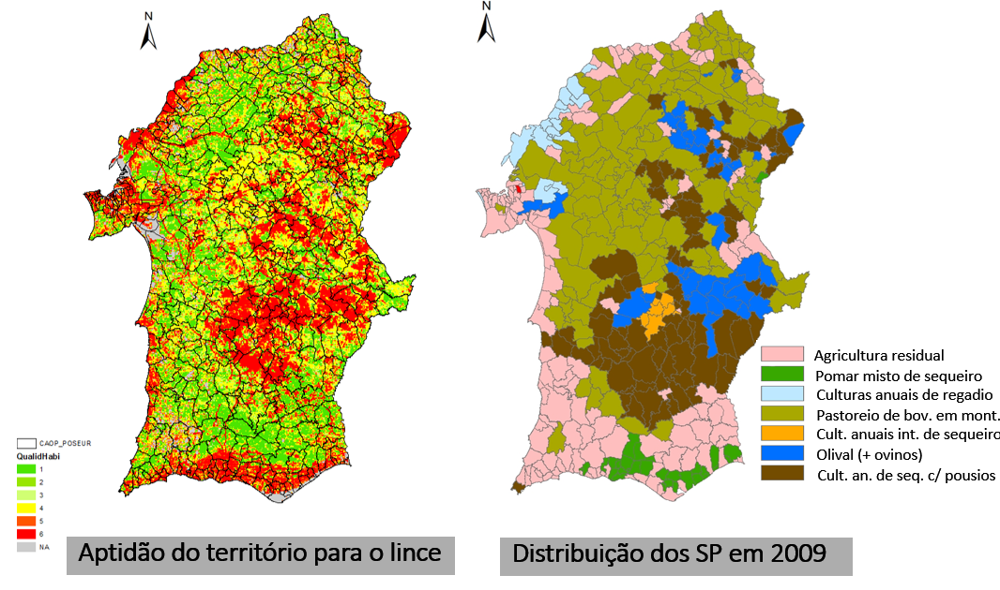 N
N
CAOP_POSEUR
QualidHabi
1
2
3
4
5
6
NA
Agricultura residual
Pomar misto de sequeiro
Culturas anuais de regadio
Pastoreio de bov. em mont.
Cult. anuais int. de sequeiro
Olival (+ ovinos)
Cult. an. de seq. c/ pousios
Aptidão do território para o lince
Distribuição dos SP em 2009